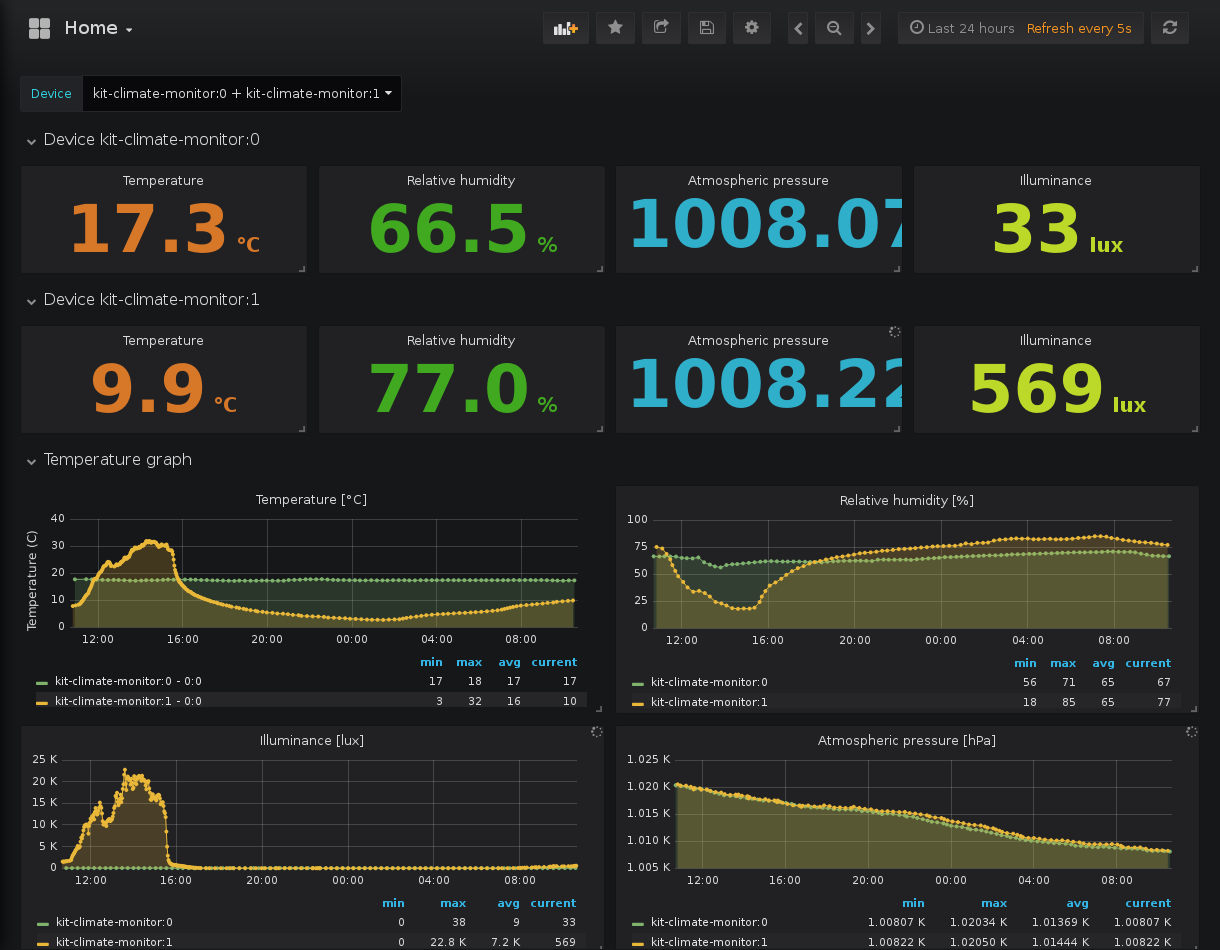 Home
Last 24 hours Refresh every 5s
Device kit-climate-monitor:0 + kit-climate-monitor:1
Device kit-climate-monitor:0
Temperature Relative humidity Atmospheric pressure Illuminance
17.3 °C 66.5 % 1008.07 33 lux
Device kit-climate-monitor:1
Temperature Relative humidity Atmospheric pressure Illuminance
9.9 °C 77.0 % 1008.22 569 lux
Temperature graph
Temperature [°C]
Temperature (C)
40
30
20
10
0
12:00 16:00 20:00 00:00 04:00 08:00
min max avg current
kit-climate-monitor:0 - 0:0 17 18 17 17
kit-climate-monitor:1 - 0:0 3 32 16 10
Relative humidity [%]
100
75
50
25
0
12:00 16:00 20:00 00:00 04:00 08:00
min max avg current
kit-climate-monitor:0 56 71 65 67
kit-climate-monitor:1 18 85 65 77
Illuminance [lux]
25 K
20 K
15 K
10 K
5 K
0
12:00 16:00 20:00 00:00 04:00 08:00
min max avg current
kit-climate-monitor:0 0 38 9 33
kit-climate-monitor:1 0 22.8 K 7.2 K 569
Atmospheric pressure [hPa]
1.025 K
1.020 K
1.015 K
1.010 K
1.005 K
12:00 16:00 20:00 00:00 04:00 08:00
min max avg current
kit-climate-monitor:0 1.00807 K 1.02034 K 1.01369 K 1.00807 K
kit-climate-monitor:1 1.00822 K 1.02050 K 1.01444 K 1.00822 K